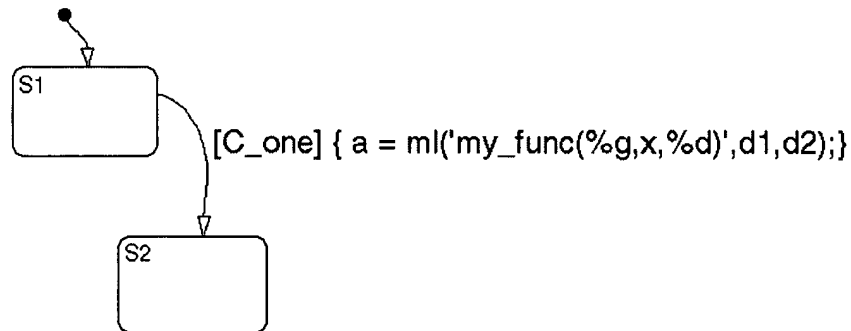 S1
[C_one] { a = ml('my_func(%g,x,%d)',d1,d2);}
S2